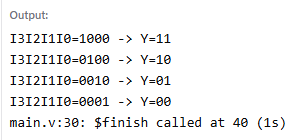 Output:
I3I2I1I0=1000 -> Y=11
I3I2I1I0=0100 -> Y=10
I3I2I1I0=0010 -> Y=01
I3I2I1I0=0001 -> Y=00
main.v:30: $finish called at 40 (1s)